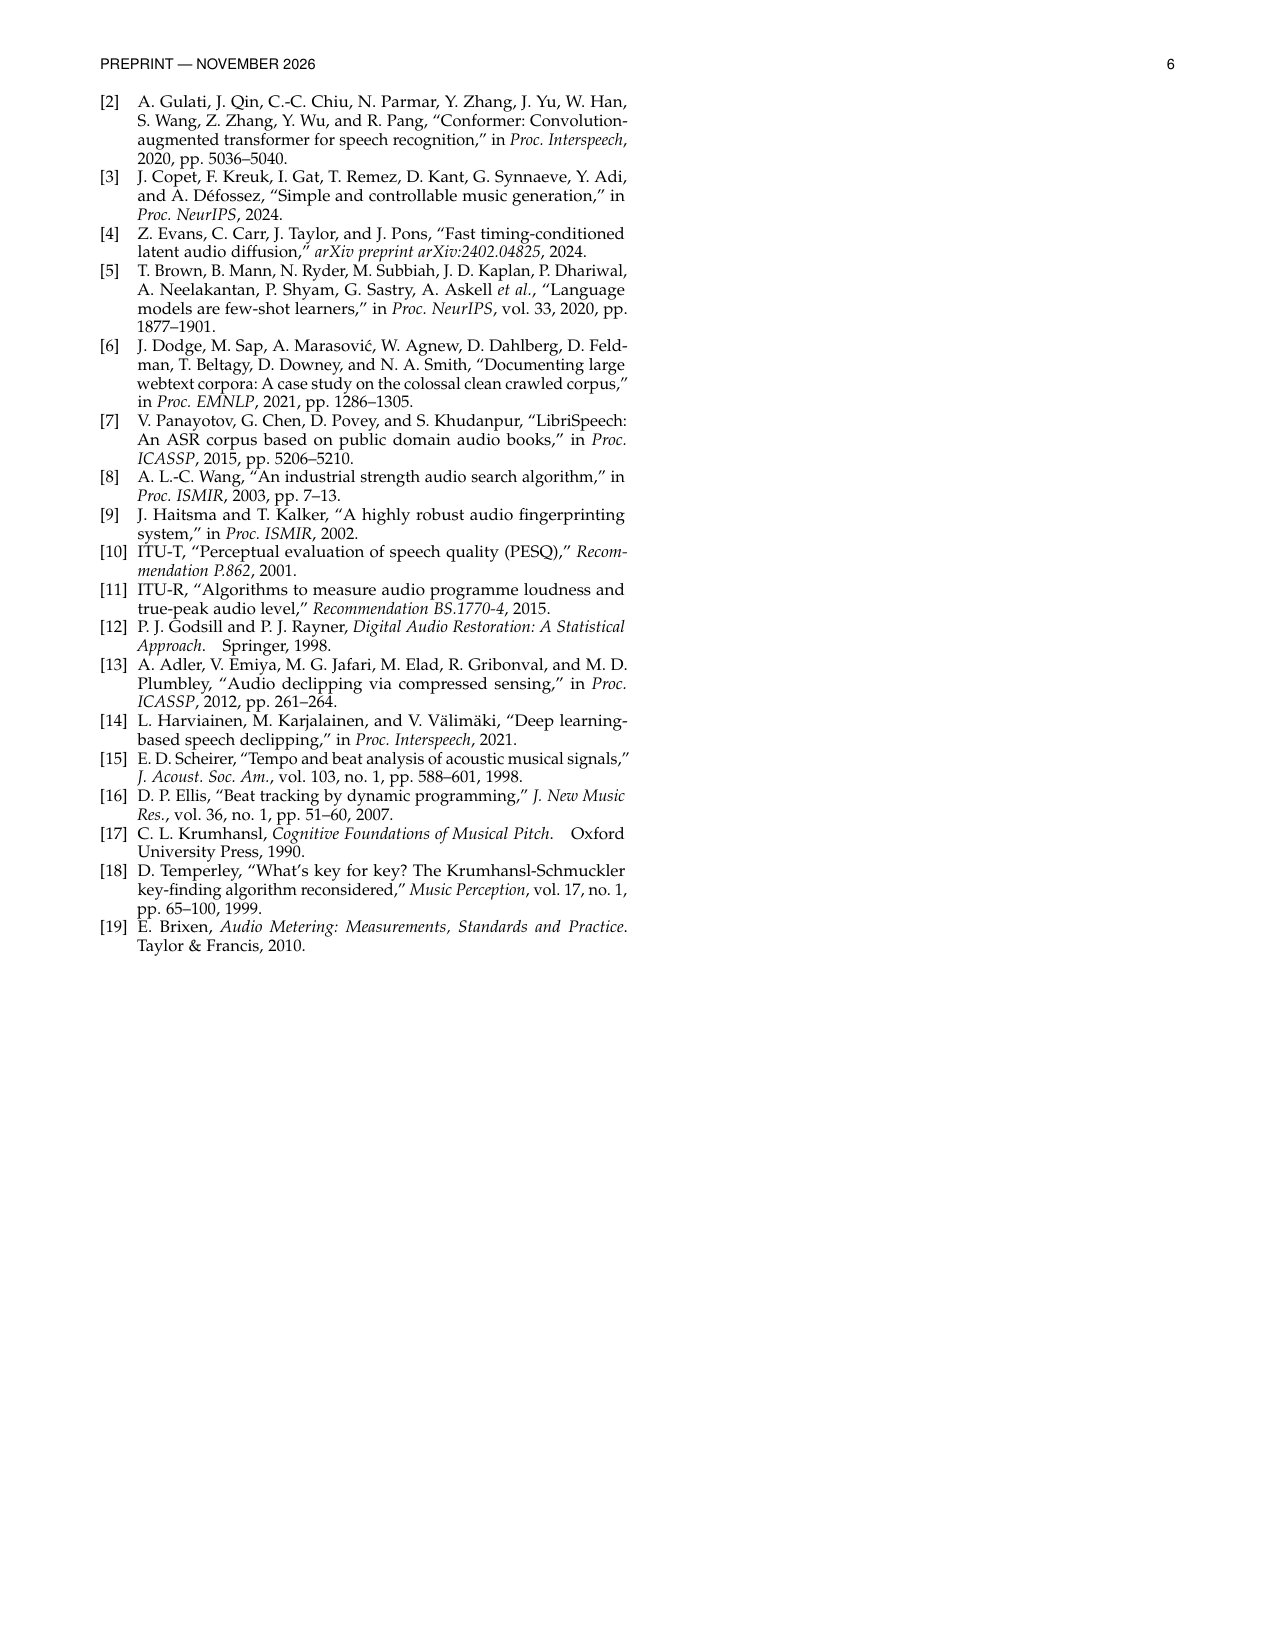 PREPRINT — NOVEMBER 2026
6
[2] A. Gulati, J. Qin, C.-C. Chiu, N. Parmar, Y. Zhang, J. Yu, W. Han,
S. Wang, Z. Zhang, Y. Wu, and R. Pang, “Conformer: Convolution-
augmented transformer for speech recognition,” in Proc. Interspeech,
2020, pp. 5036–5040.
[3] J. Copet, F. Kreuk, I. Gat, T. Remez, D. Kant, G. Synnaeve, Y. Adi,
and A. Défossez, “Simple and controllable music generation,” in
Proc. NeurIPS, 2024.
[4] Z. Evans, C. Carr, J. Taylor, and J. Pons, “Fast timing-conditioned
latent audio diffusion,” arXiv preprint arXiv:2402.04825, 2024.
[5] T. Brown, B. Mann, N. Ryder, M. Subbiah, J. D. Kaplan, P. Dhariwal,
A. Neelakantan, P. Shyam, G. Sastry, A. Askell et al., “Language
models are few-shot learners,” in Proc. NeurIPS, vol. 33, 2020, pp.
1877–1901.
[6] J. Dodge, M. Sap, A. Marasović, W. Agnew, D. Dahlberg, D. Feld-
man, T. Beltagy, D. Downey, and N. A. Smith, “Documenting large
webtext corpora: A case study on the colossal clean crawled corpus,”
in Proc. EMNLP, 2021, pp. 1286–1305.
[7] V. Panayotov, G. Chen, D. Povey, and S. Khudanpur, “LibriSpeech:
An ASR corpus based on public domain audio books,” in Proc.
ICASSP, 2015, pp. 5206–5210.
[8] A. L.-C. Wang, “An industrial strength audio search algorithm,” in
Proc. ISMIR, 2003, pp. 7–13.
[9] J. Haitsma and T. Kalker, “A highly robust audio fingerprinting
system,” in Proc. ISMIR, 2002.
[10] ITU-T, “Perceptual evaluation of speech quality (PESQ),” Recom-
mendation P.862, 2001.
[11] ITU-R, “Algorithms to measure audio programme loudness and
true-peak audio level,” Recommendation BS.1770-4, 2015.
[12] P. J. Godsill and P. J. Rayner, Digital Audio Restoration: A Statistical
Approach. Springer, 1998.
[13] A. Adler, V. Emiya, M. G. Jafari, M. Elad, R. Gribonval, and M. D.
Plumbley, “Audio declipping via compressed sensing,” in Proc.
ICASSP, 2012, pp. 261–264.
[14] L. Harviainen, M. Karjalainen, and V. Välimäki, “Deep learning-
based speech declipping,” in Proc. Interspeech, 2021.
[15] E. D. Scheirer, “Tempo and beat analysis of acoustic musical signals,”
J. Acoust. Soc. Am., vol. 103, no. 1, pp. 588–601, 1998.
[16] D. P. Ellis, “Beat tracking by dynamic programming,” J. New Music
Res., vol. 36, no. 1, pp. 51–60, 2007.
[17] C. L. Krumhansl, Cognitive Foundations of Musical Pitch. Oxford
University Press, 1990.
[18] D. Temperley, “What’s key for key? The Krumhansl-Schmuckler
key-finding algorithm reconsidered,” Music Perception, vol. 17, no. 1,
pp. 65–100, 1999.
[19] E. Brixen, Audio Metering: Measurements, Standards and Practice.
Taylor & Francis, 2010.